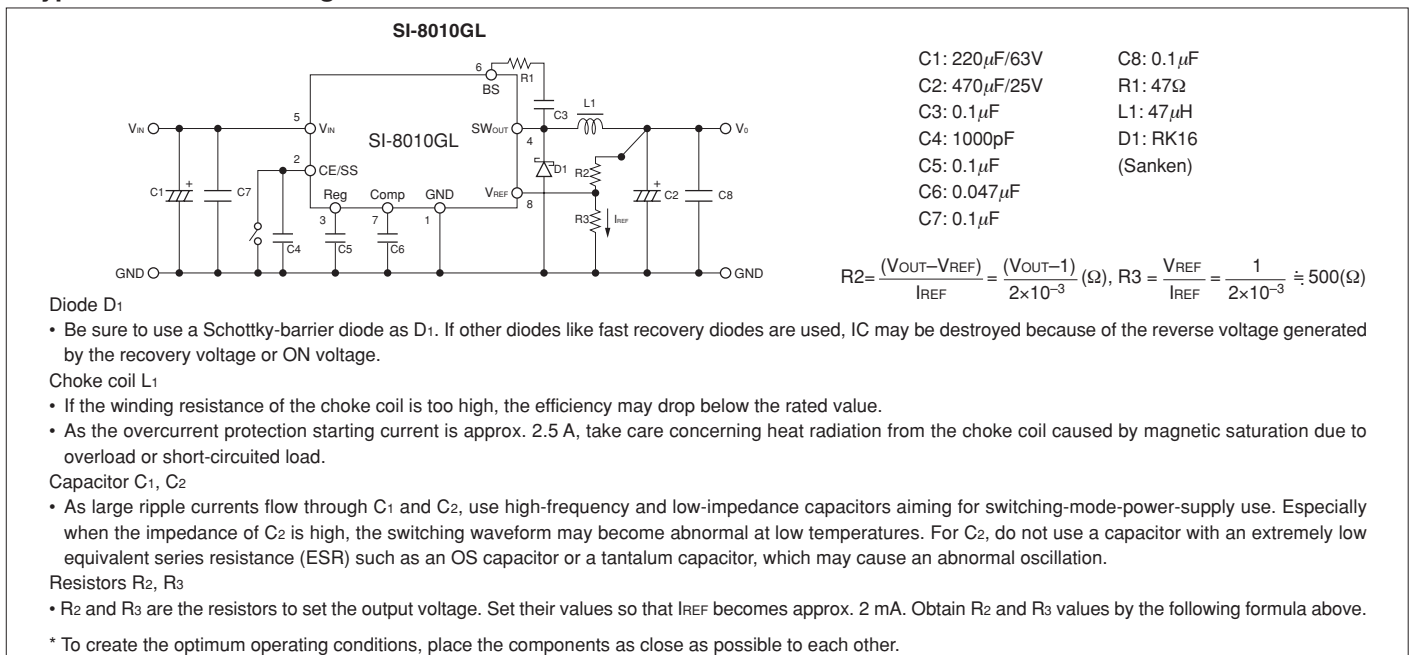 SI-8010GL
6
BS
R1
C3
L1
VIN
5
VIN
SI-8010GL
SWOUT
4
V0
2
CE/SS
D1
R2
C1
+
C7
Reg
Comp
GND
VREF
8
+
C2
C8
3
7
1
R3
IREF
C4
C5
C6
GND
GND
C1: 220µF/63V
C2: 470µF/25V
C3: 0.1µF
C4: 1000pF
C5: 0.1µF
C6: 0.047µF
C7: 0.1µF
C8: 0.1µF
R1: 47Ω
L1: 47µH
D1: RK16
(Sanken)
R2= (VOUT–VREF) / IREF = (VOUT–1) / 2×10–3 (Ω), R3 = VREF / IREF = 1 / 2×10–3 ≒ 500(Ω)
Diode D1
• Be sure to use a Schottky-barrier diode as D1. If other diodes like fast recovery diodes are used, IC may be destroyed because of the reverse voltage generated
by the recovery voltage or ON voltage.
Choke coil L1
• If the winding resistance of the choke coil is too high, the efficiency may drop below the rated value.
• As the overcurrent protection starting current is approx. 2.5 A, take care concerning heat radiation from the choke coil caused by magnetic saturation due to
overload or short-circuited load.
Capacitor C1, C2
• As large ripple currents flow through C1 and C2, use high-frequency and low-impedance capacitors aiming for switching-mode-power-supply use. Especially
when the impedance of C2 is high, the switching waveform may become abnormal at low temperatures. For C2, do not use a capacitor with an extremely low
equivalent series resistance (ESR) such as an OS capacitor or a tantalum capacitor, which may cause an abnormal oscillation.
Resistors R2, R3
• R2 and R3 are the resistors to set the output voltage. Set their values so that IREF becomes approx. 2 mA. Obtain R2 and R3 values by the following formula above.
* To create the optimum operating conditions, place the components as close as possible to each other.